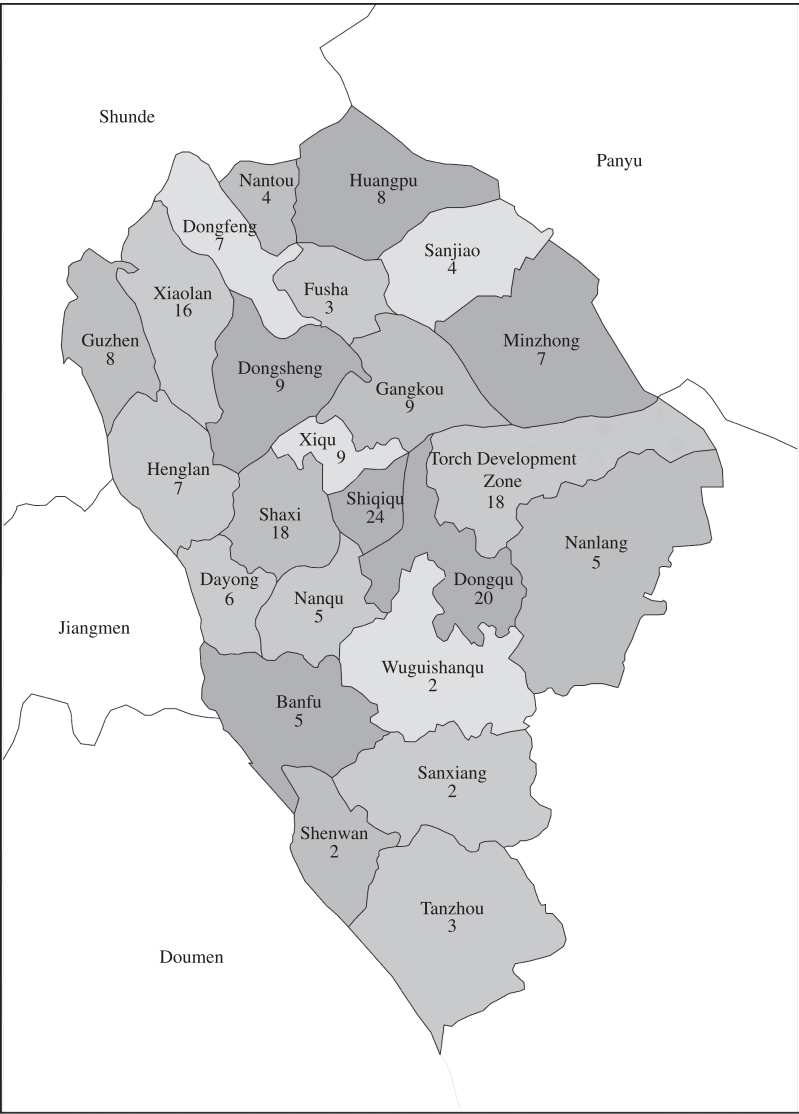 Shunde
Panyu
Nantou
4
Huangpu
8
Dongfeng
7
Sanjiao
4
Xiaolan
16
Fusha
3
Guzhen
8
Minzhong
7
Dongsheng
9
Gangkou
9
Xiqu
9
Henglan
7
Torch Development
Zone
18
Shiqiqu
24
Shaxi
18
Nanlang
5
Dayong
6
Nanqu
5
Dongqu
20
Jiangmen
Wuguishanqu
2
Banfu
5
Sanxiang
2
Shenwan
2
Tanzhou
3
Doumen